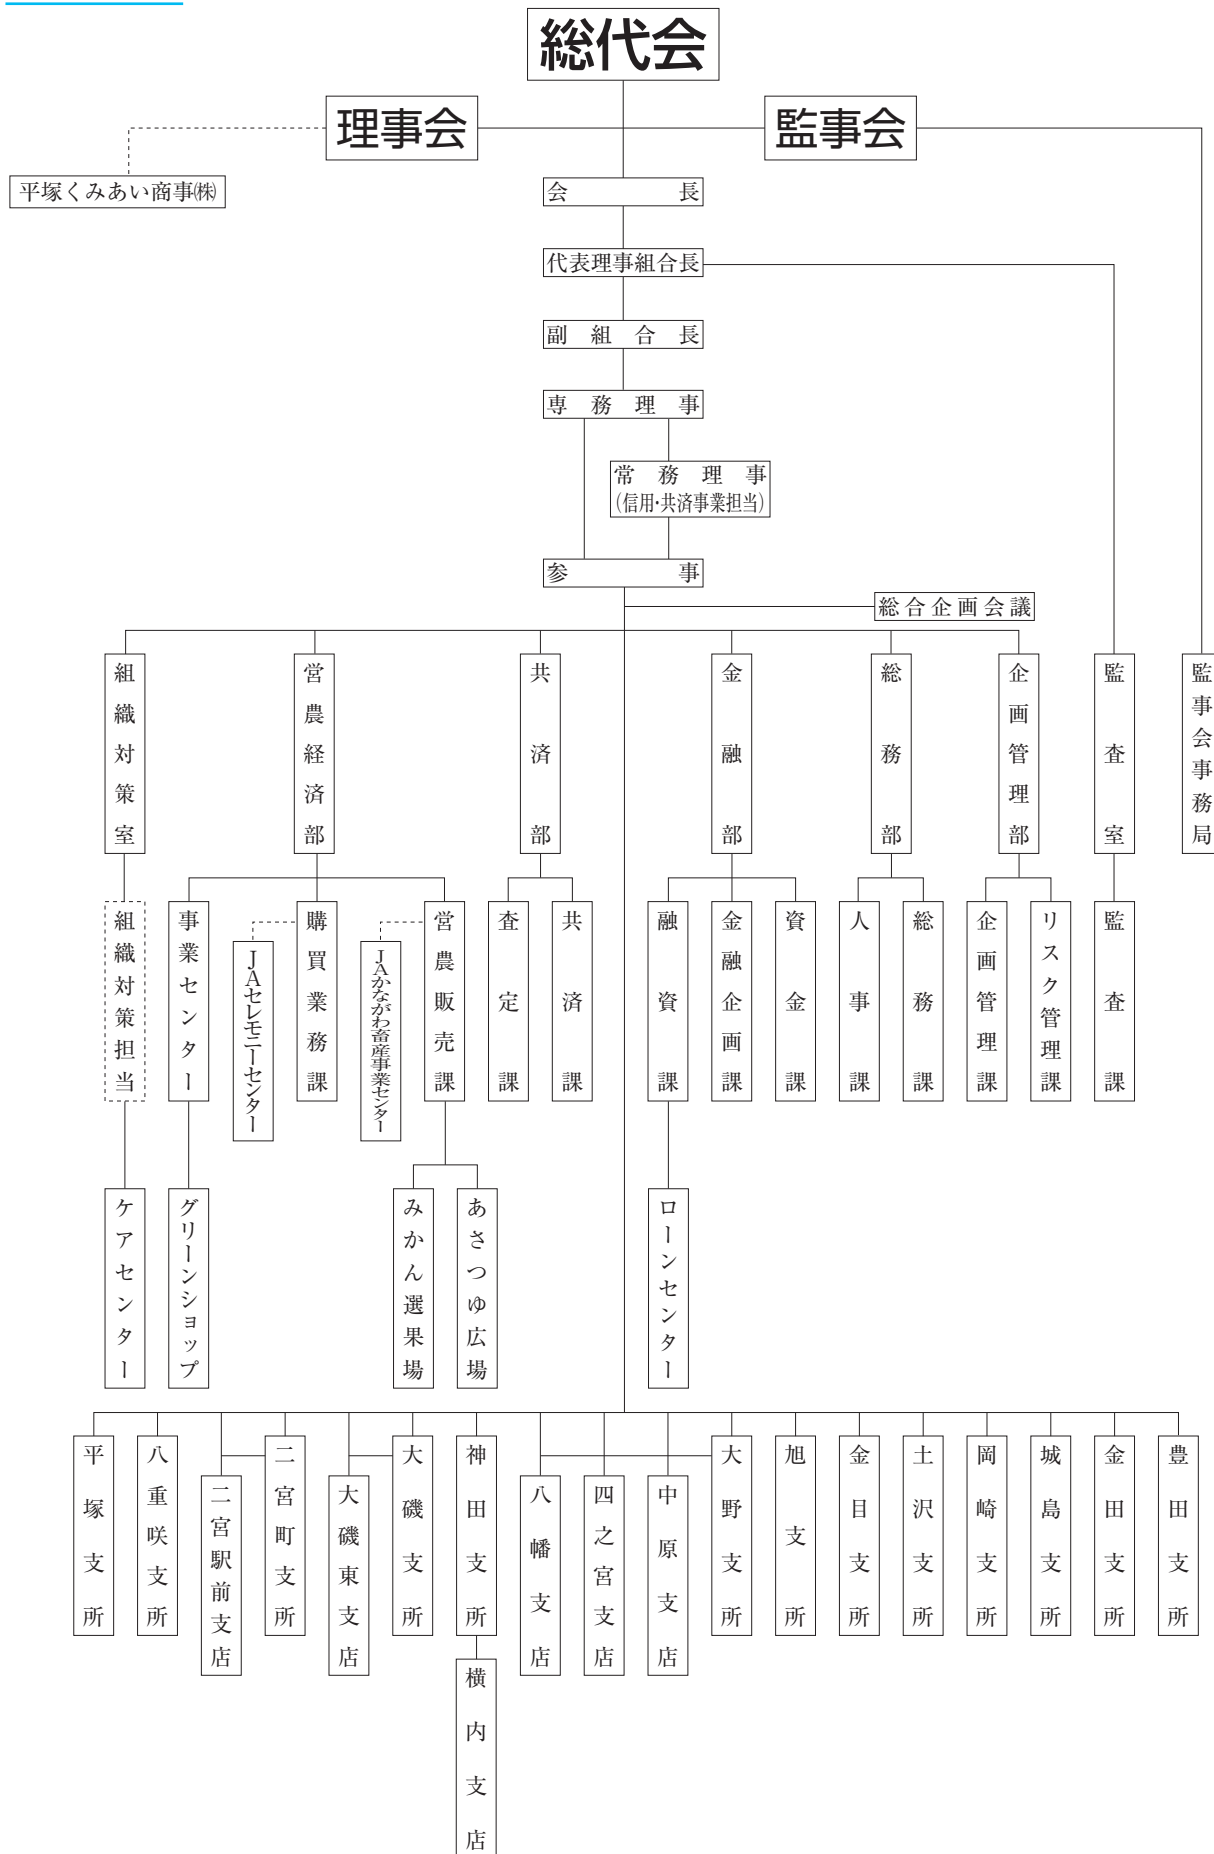 総代会
理事会
監事会
平塚くみあい商事㈱
会長
代表理事組合長
副組合長
専務理事
常務理事
(信用・共済事業担当)
参事
総合企画会議
組織対策室
営農経済部
共済部
金融部
総務部
企画管理部
監査室
監事会事務局
組織対策担当
事業センター
JAセレモニーセンター
購買業務課
JAかながわ畜産事業センター
営農販売課
査定課
共済課
融資課
金融企画課
資金課
人事課
総務課
企画管理課
リスク管理課
監査課
ケアセンター
グリーンショップ
みかん選果場
あさつゆ広場
ローンセンター
平塚支所
八重咲支所
二宮駅前支店
二宮町支所
大磯東支店
大磯支所
神田支所
八幡支店
四之宮支店
中原支店
大野支所
旭支所
金目支所
土沢支所
岡崎支所
城島支所
金田支所
豊田支所
横内支店